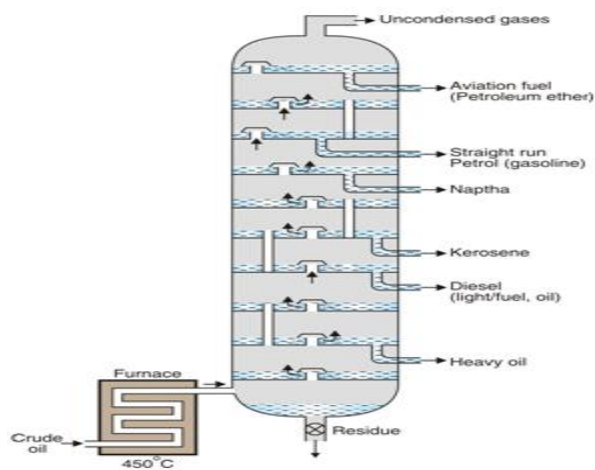 Uncondensed gases
Aviation fuel
(Petroleum ether)
Straight run
Petrol (gasoline)
Naptha
Kerosene
Diesel
(light/fuel, oil)
Heavy oil
Furnace
Residue
Crude
oil
450°C